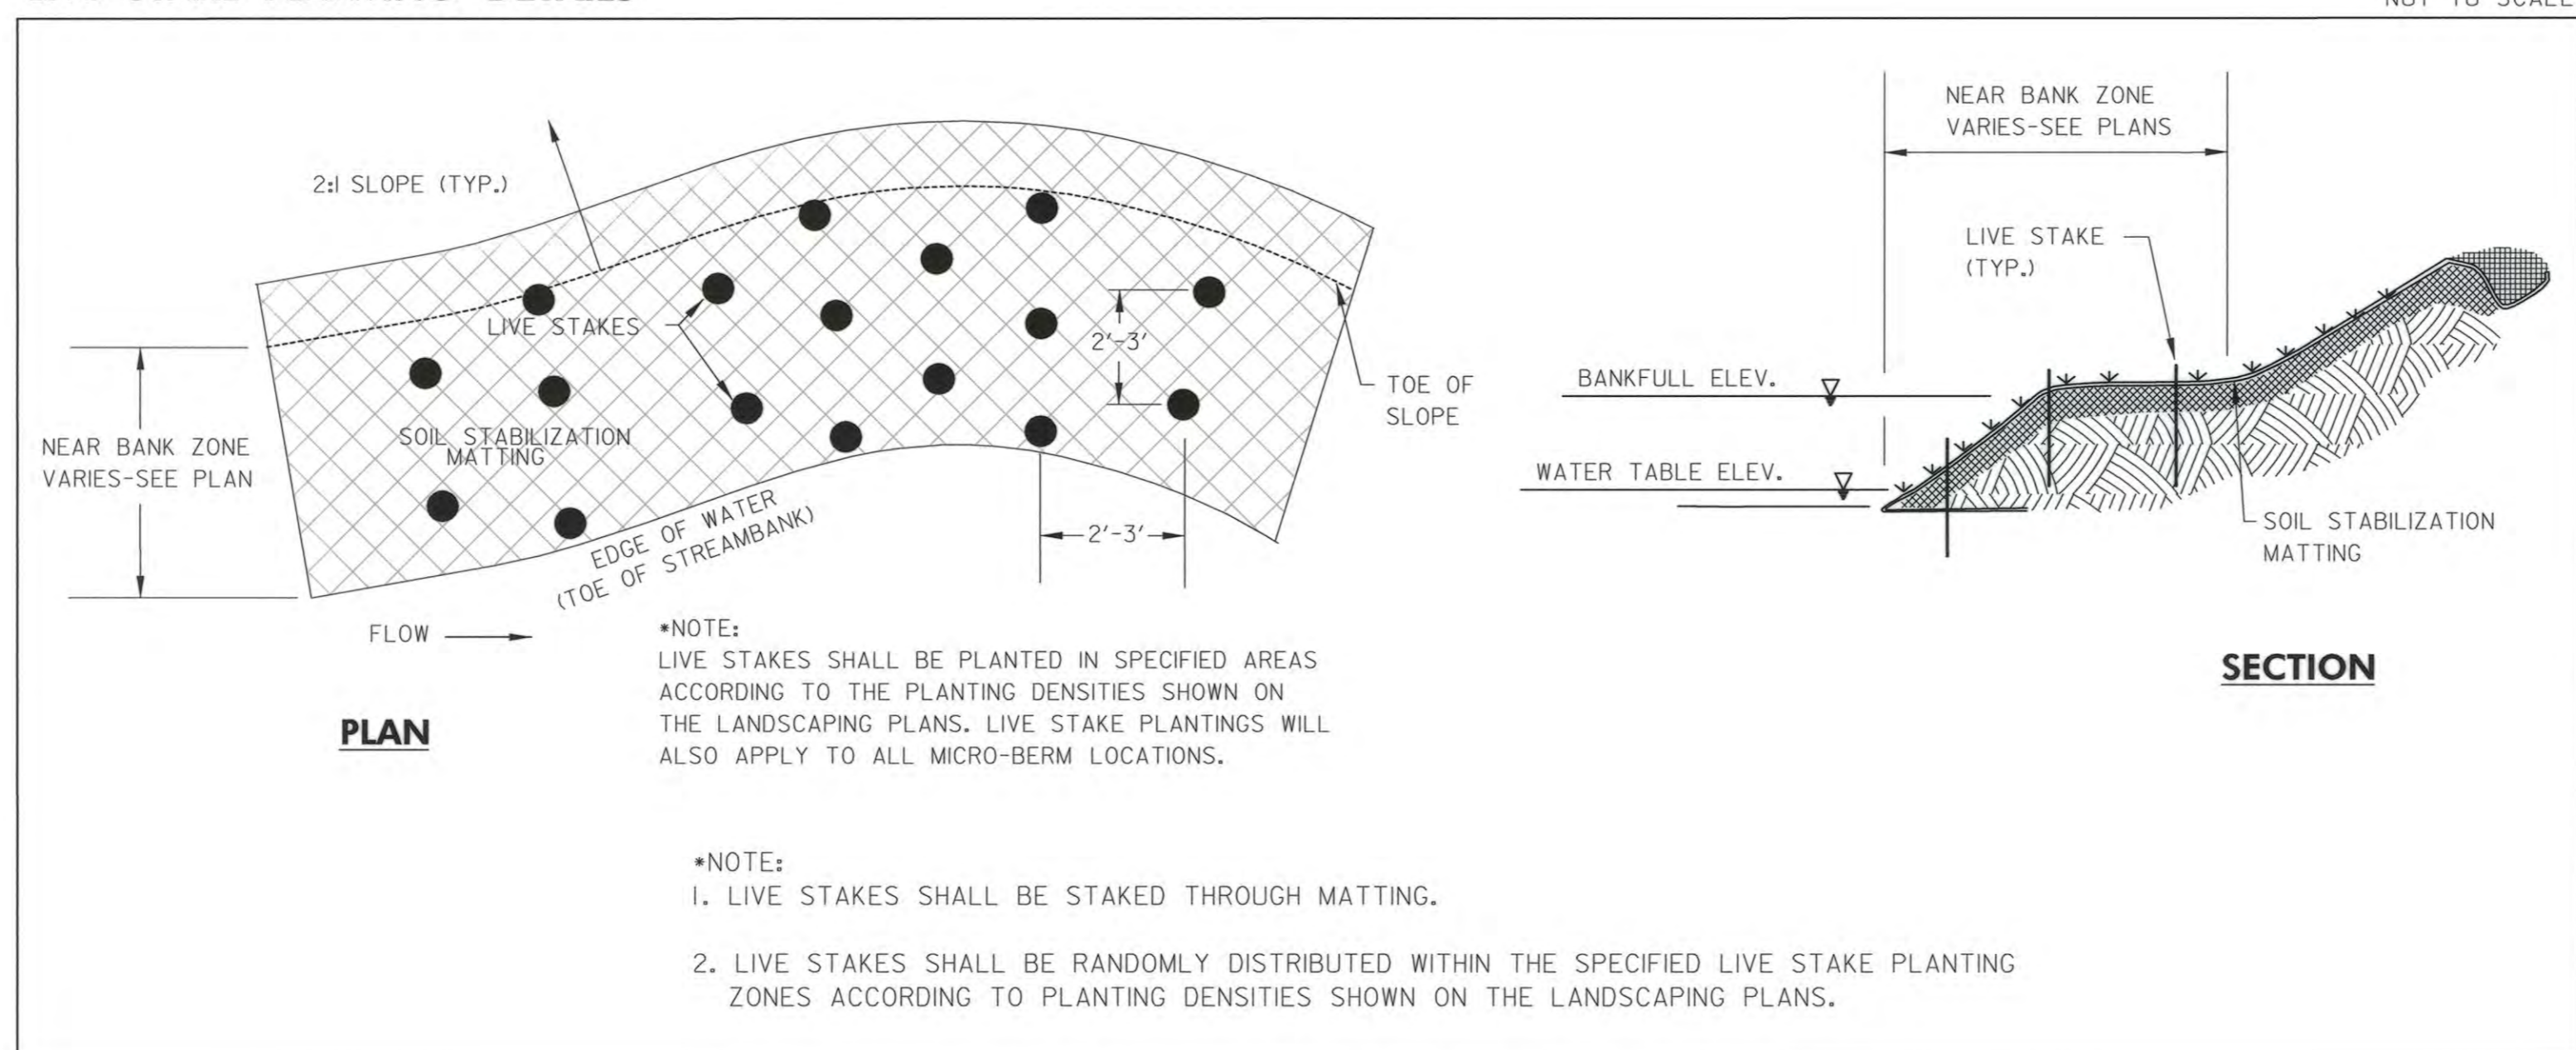 NOT TO SCALE
2:1 SLOPE (TYP.)
LIVE STAKES
2'-3'
TOE OF
SLOPE
NEAR BANK ZONE
VARIES-SEE PLAN
SOIL STABILIZATION
MATTING
EDGE OF WATER
(TOE OF STREAMBANK)
2'-3'
FLOW
PLAN
*NOTE:
LIVE STAKES SHALL BE PLANTED IN SPECIFIED AREAS
ACCORDING TO THE PLANTING DENSITIES SHOWN ON
THE LANDSCAPING PLANS. LIVE STAKE PLANTINGS WILL
ALSO APPLY TO ALL MICRO-BERM LOCATIONS.
NEAR BANK ZONE
VARIES-SEE PLANS
LIVE STAKE
(TYP.)
BANKFULL ELEV.
WATER TABLE ELEV.
SOIL STABILIZATION
MATTING
SECTION
*NOTE:
1. LIVE STAKES SHALL BE STAKED THROUGH MATTING.
2. LIVE STAKES SHALL BE RANDOMLY DISTRIBUTED WITHIN THE SPECIFIED LIVE STAKE PLANTING
ZONES ACCORDING TO PLANTING DENSITIES SHOWN ON THE LANDSCAPING PLANS.